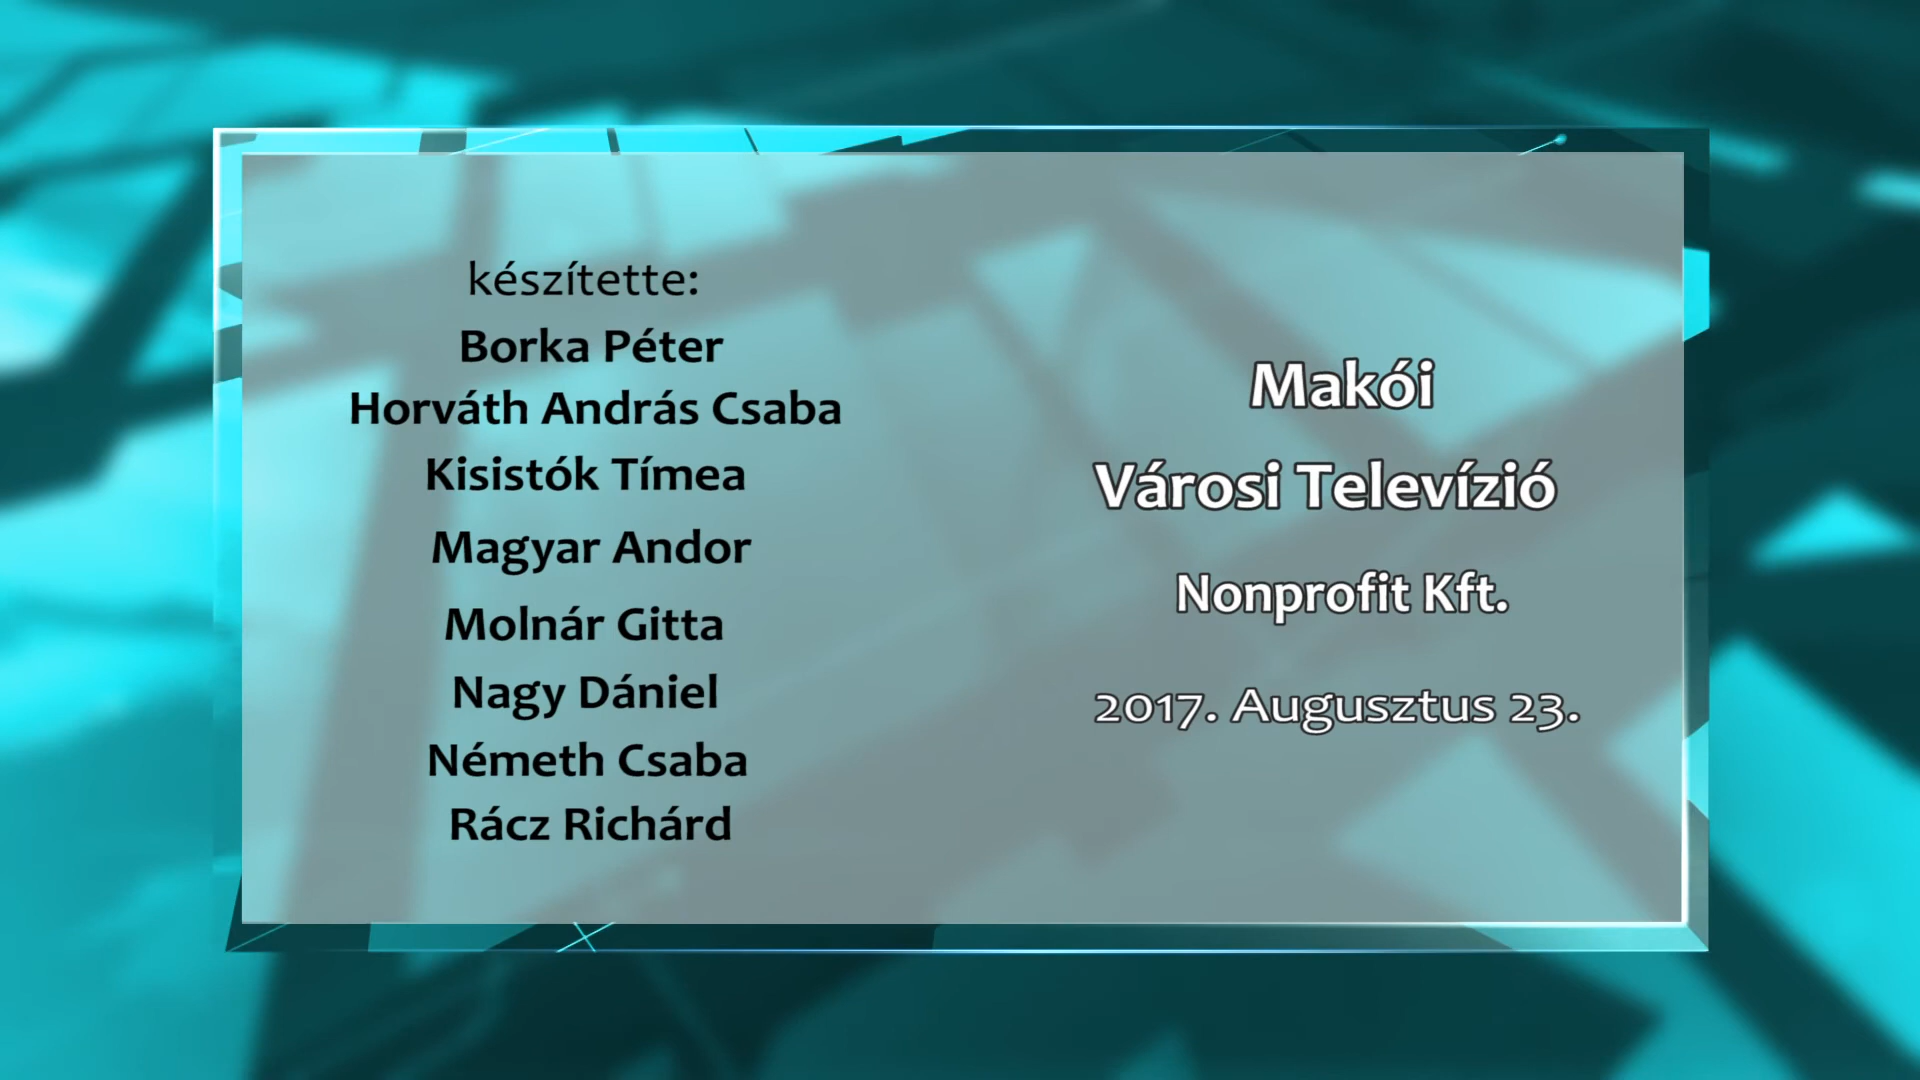 készítette:
Borka Péter
Horváth András Csaba
Kisistók Tímea
Magyar Andor
Molnár Gitta
Nagy Dániel
Németh Csaba
Rácz Richárd
Makói
Városi Televízió
Nonprofit Kft.
2017. Augusztus 23.